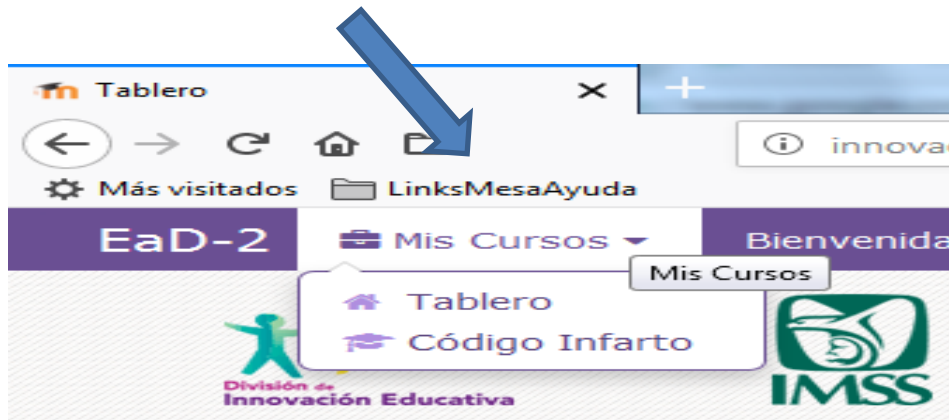 Tablero
innova
Más visitados LinksMesaAyuda
EaD-2 Mis Cursos Bienvenida
Mis Cursos
Tablero
Código Infarto
División de
Innovación Educativa
IMSS